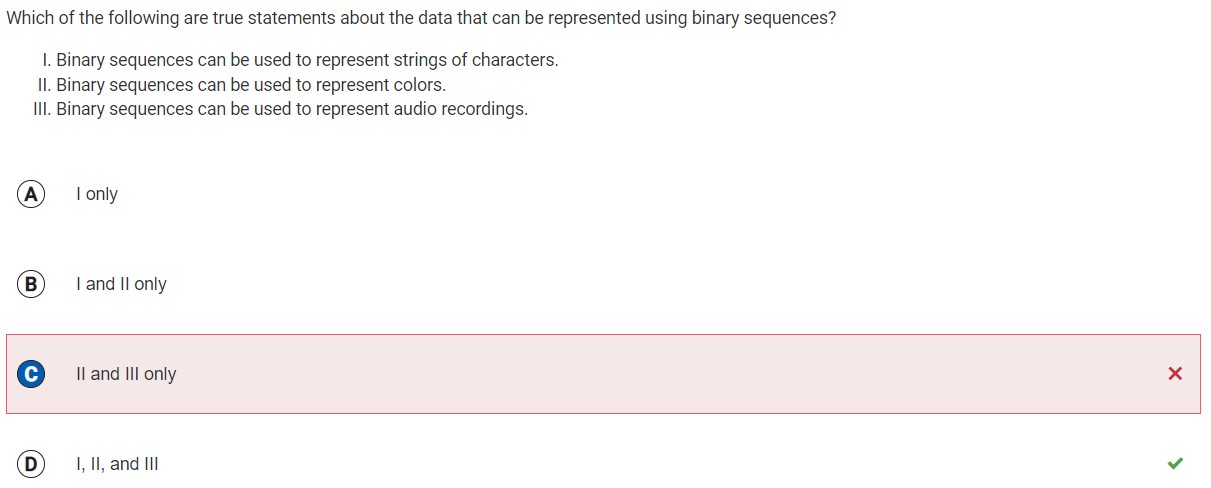 Which of the following are true statements about the data that can be represented using binary sequences?
I. Binary sequences can be used to represent strings of characters.
II. Binary sequences can be used to represent colors.
III. Binary sequences can be used to represent audio recordings.
A I only
B I and II only
C II and III only
D I, II, and III